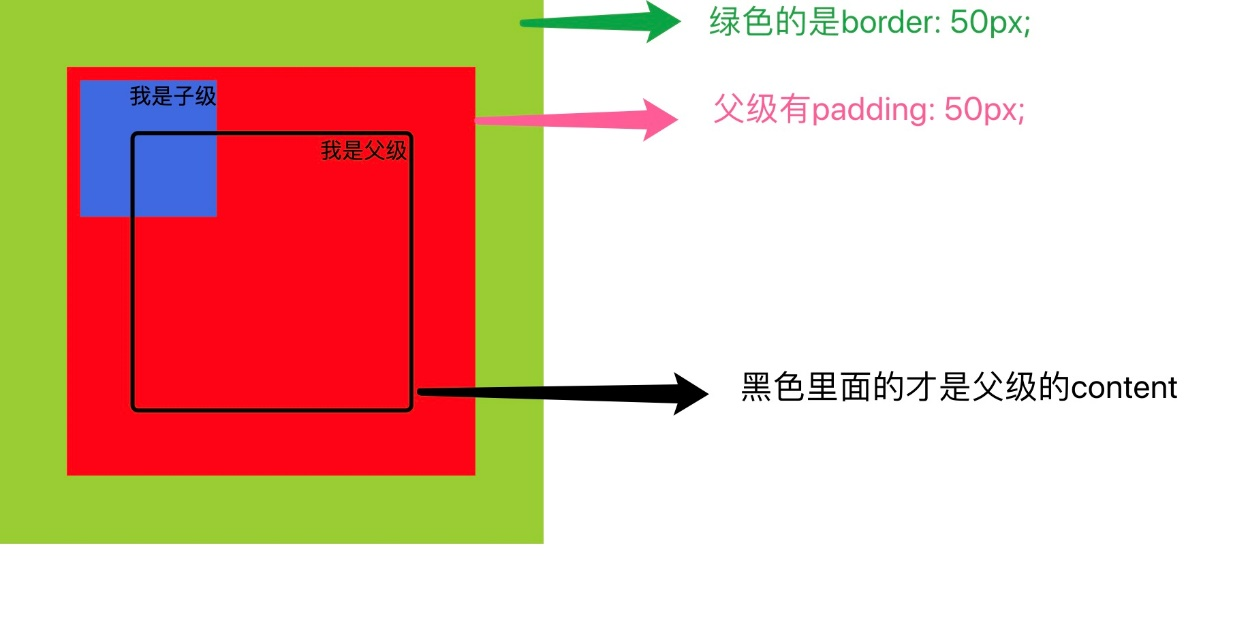 绿色的是border: 50px;
我是子级
父级有padding: 50px;
我是父级
黑色里面的才是父级的content